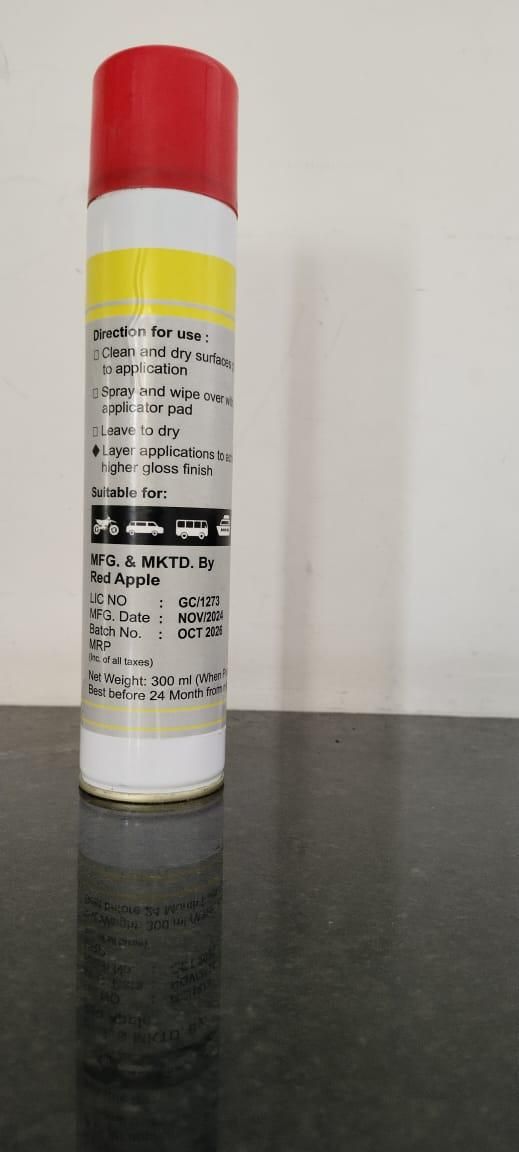 Direction for use :
Clean and dry surfaces
to application
Spray and wipe over
applicator pad
Leave to dry
Layer applications to
higher gloss finish
Suitable for:
MFG. & MKTD. By
Red Apple
LIC NO : GC/1273
MFG. Date : NOV/2024
Batch No. : OCT 2026
MRP
(Inc. of all taxes)
Net Weight: 300 ml (When
Best before 24 Month from